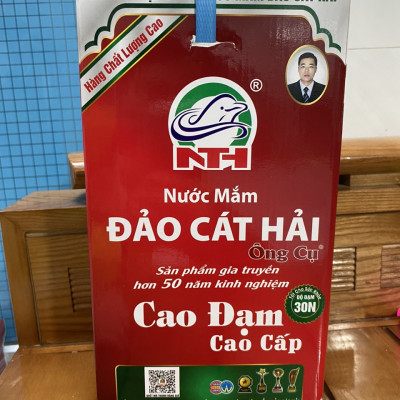 Hàng Chất Lượng Cao
®
NTH
Nước Mắm
ĐẢO CÁT HẢI
Ông Cụ®
Sản phẩm gia truyền
hơn 50 năm kinh nghiệm
Cao Đạm
Cao Cấp
ĐỘ ĐẠM
30N